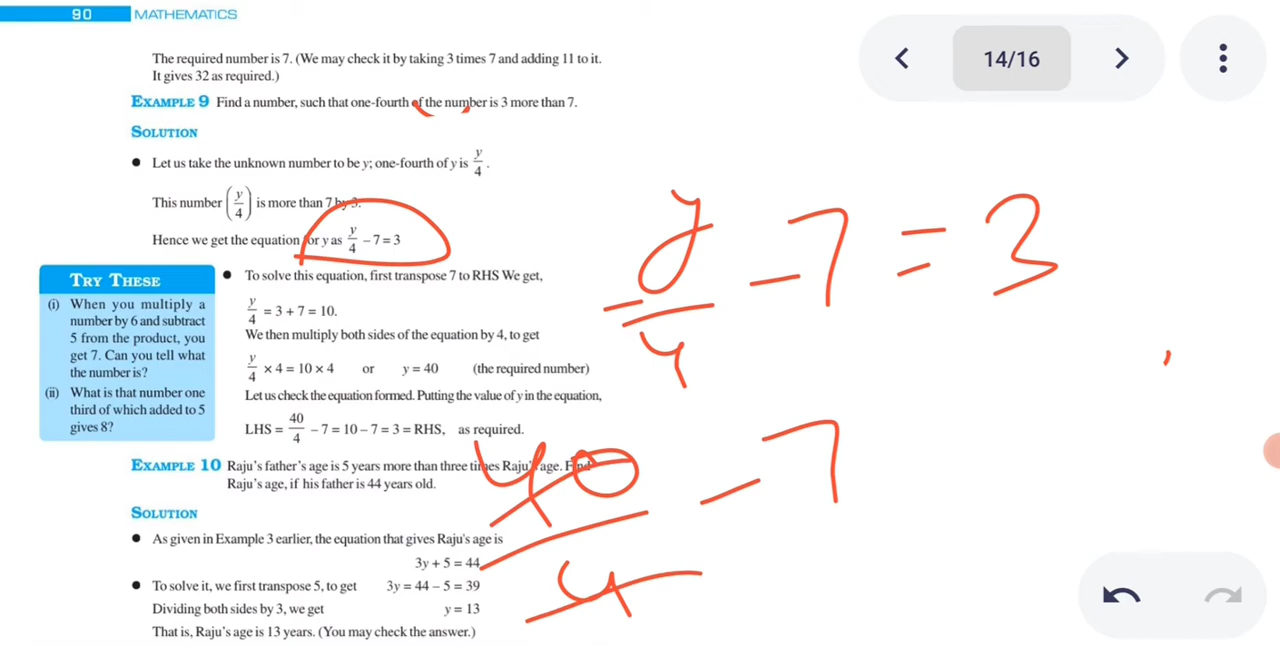 90 MATHEMATICS
14/16
The required number is 7. (We may check it by taking 3 times 7 and adding 11 to it.
It gives 32 as required.)
EXAMPLE 9 Find a number, such that one-fourth of the number is 3 more than 7.
SOLUTION
● Let us take the unknown number to be y; one-fourth of y is y/4.
This number (y/4) is more than 7 by 3.
Hence we get the equation for y as y/4 – 7 = 3
● To solve this equation, first transpose 7 to RHS We get,
y/4 = 3 + 7 = 10.
We then multiply both sides of the equation by 4, to get
y/4 × 4 = 10 × 4 or y = 40 (the required number)
Let us check the equation formed. Putting the value of y in the equation,
LHS = 40/4 – 7 = 10 – 7 = 3 = RHS, as required.
TRY THESE
(i) When you multiply a
number by 6 and subtract
5 from the product, you
get 7. Can you tell what
the number is?
(ii) What is that number one
third of which added to 5
gives 8?
EXAMPLE 10 Raju's father's age is 5 years more than three times Raju's age. Find
Raju's age, if his father is 44 years old.
SOLUTION
● As given in Example 3 earlier, the equation that gives Raju's age is
3y + 5 = 44
● To solve it, we first transpose 5, to get 3y = 44 – 5 = 39
Dividing both sides by 3, we get y = 13
That is, Raju's age is 13 years. (You may check the answer.)
y/4 – 7 = 3
40/4 – 7